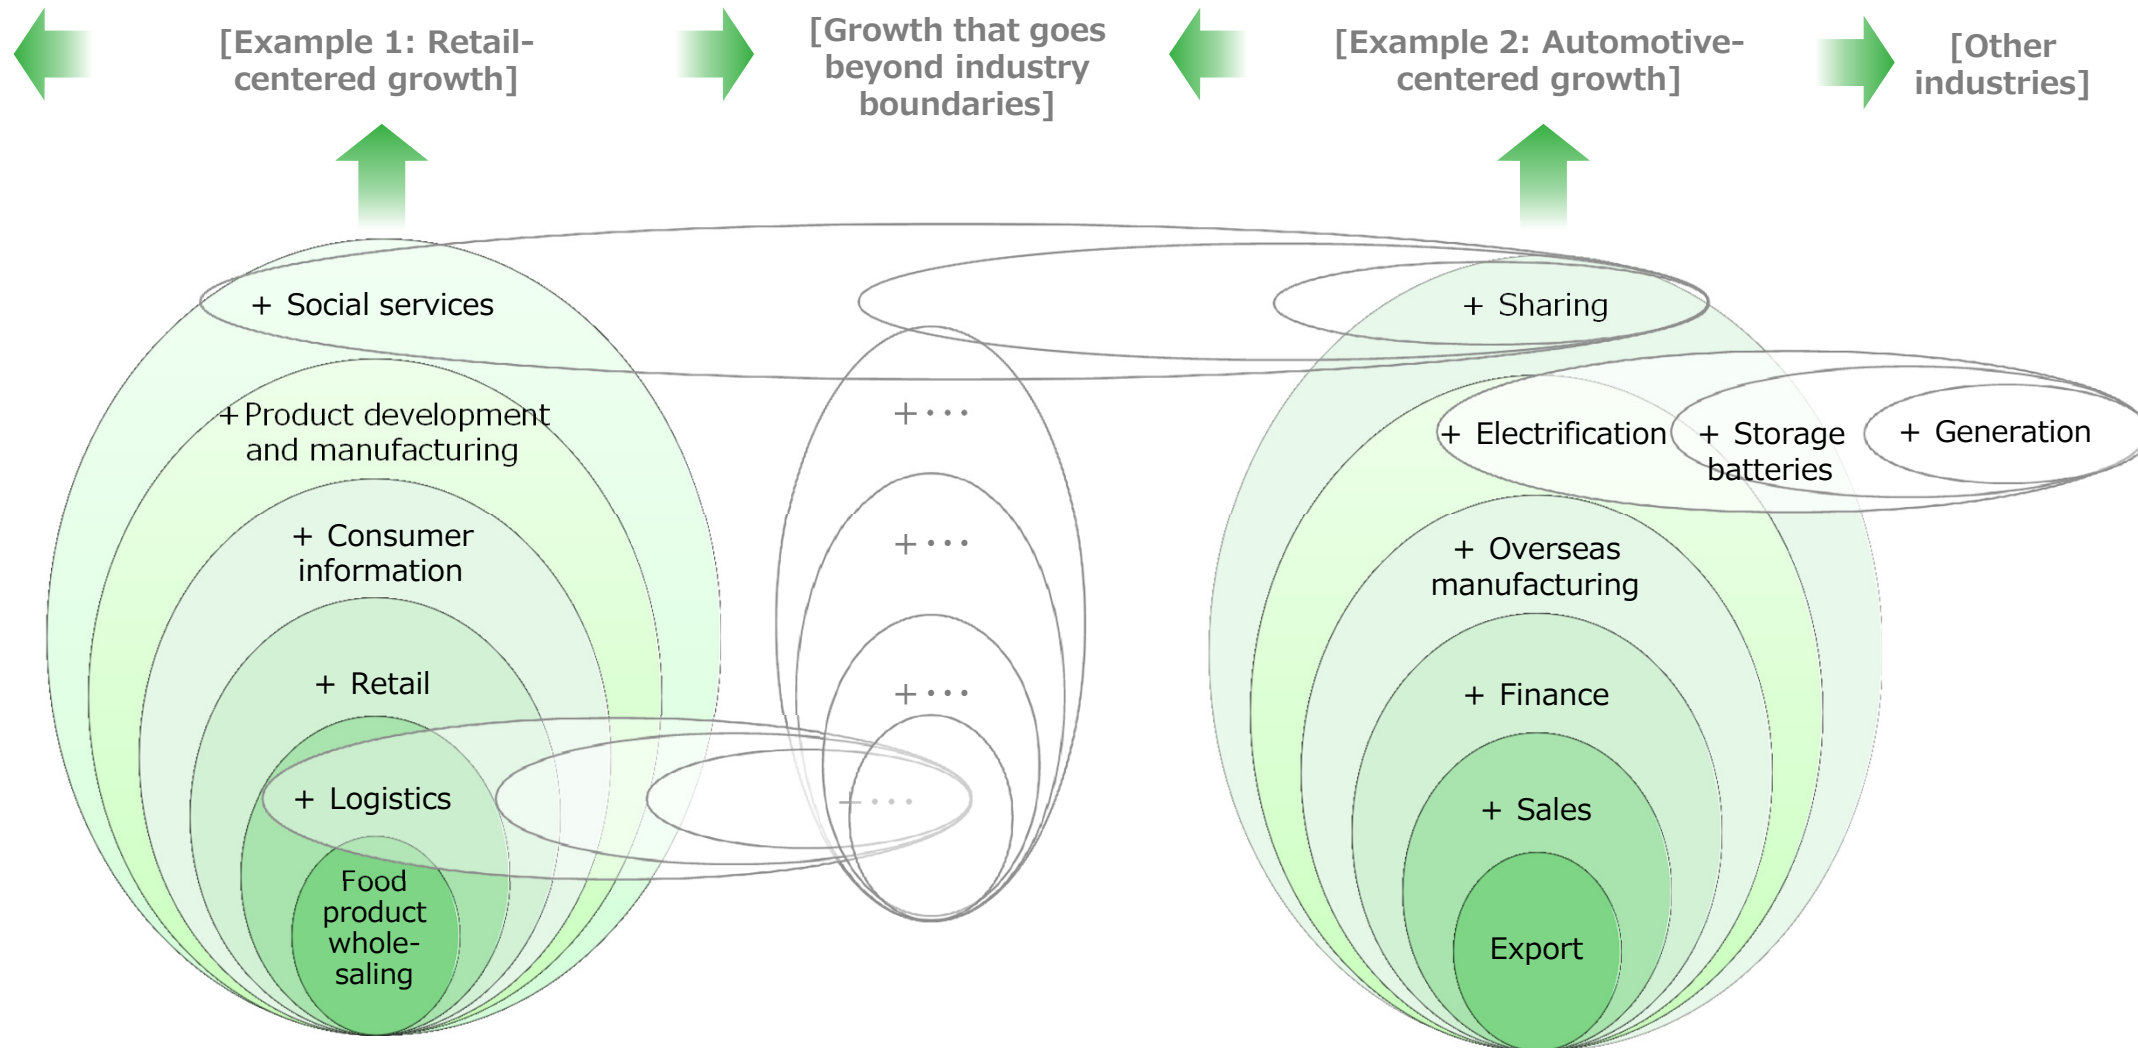 [Example 1: Retail-
centered growth]
[Growth that goes
beyond industry
boundaries]
[Example 2: Automotive-
centered growth]
[Other
industries]
+ Social services
+Product development
and manufacturing
+ Consumer
information
+ Retail
+ Logistics
Food
product
whole-
saling
+···
+···
+···
+···
+ Sharing
+ Electrification
+ Storage
batteries
+ Generation
+ Overseas
manufacturing
+ Finance
+ Sales
Export